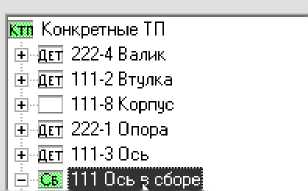 КТП Конкретные ТП
ДЕТ 222-4 Валик
ДЕТ 111-2 Втулка
111-8 Корпус
ДЕТ 222-1 Опора
ДЕТ 111-3 Ось
СБ 111 Ось в сборе